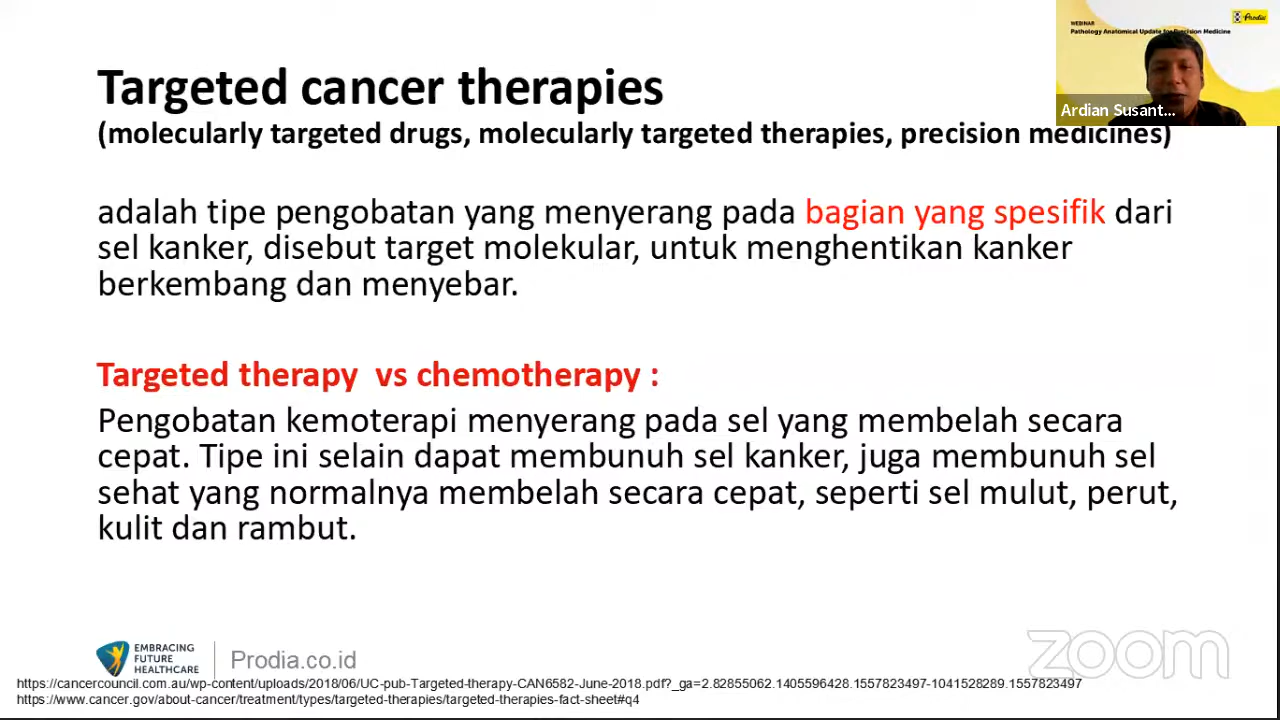 WEBINAR
Pathology Anatomical Update for Precision Medicine
Prodia
Ardian Susant...
Targeted cancer therapies
(molecularly targeted drugs, molecularly targeted therapies, precision medicines)
adalah tipe pengobatan yang menyerang pada bagian yang spesifik dari
sel kanker, disebut target molekular, untuk menghentikan kanker
berkembang dan menyebar.
Targeted therapy vs chemotherapy :
Pengobatan kemoterapi menyerang pada sel yang membelah secara
cepat. Tipe ini selain dapat membunuh sel kanker, juga membunuh sel
sehat yang normalnya membelah secara cepat, seperti sel mulut, perut,
kulit dan rambut.
EMBRACING
FUTURE
HEALTHCARE
Prodia.co.id
zoom
https://cancercouncil.com.au/wp-content/uploads/2018/06/UC-pub-Targeted-therapy-CAN6582-June-2018.pdf?_ga=2.82855062.1405596428.1557823497-1041528289.1557823497
https://www.cancer.gov/about-cancer/treatment/types/targeted-therapies/targeted-therapies-fact-sheet#q4